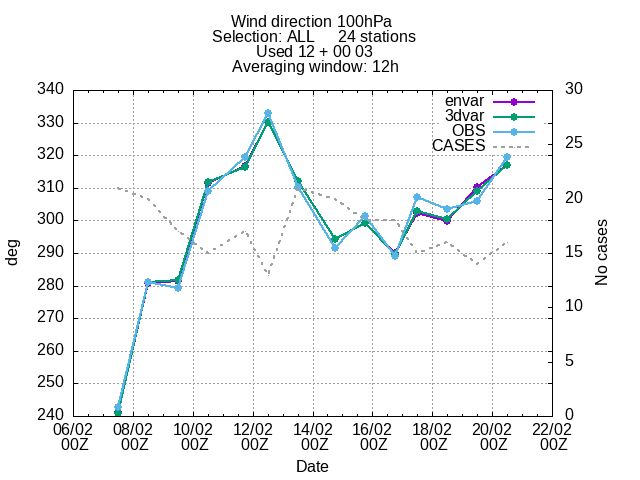 Wind direction 100hPa
Selection: ALL 24 stations
Used 12 + 00 03
Averaging window: 12h
340
330
320
310
300
290
280
270
260
250
240
deg
30
25
20
15
10
5
0
No cases
envar
3dvar
OBS
CASES
06/02 08/02 10/02 12/02 14/02 16/02 18/02 20/02 22/02
00Z 00Z 00Z 00Z 00Z 00Z 00Z 00Z 00Z
Date